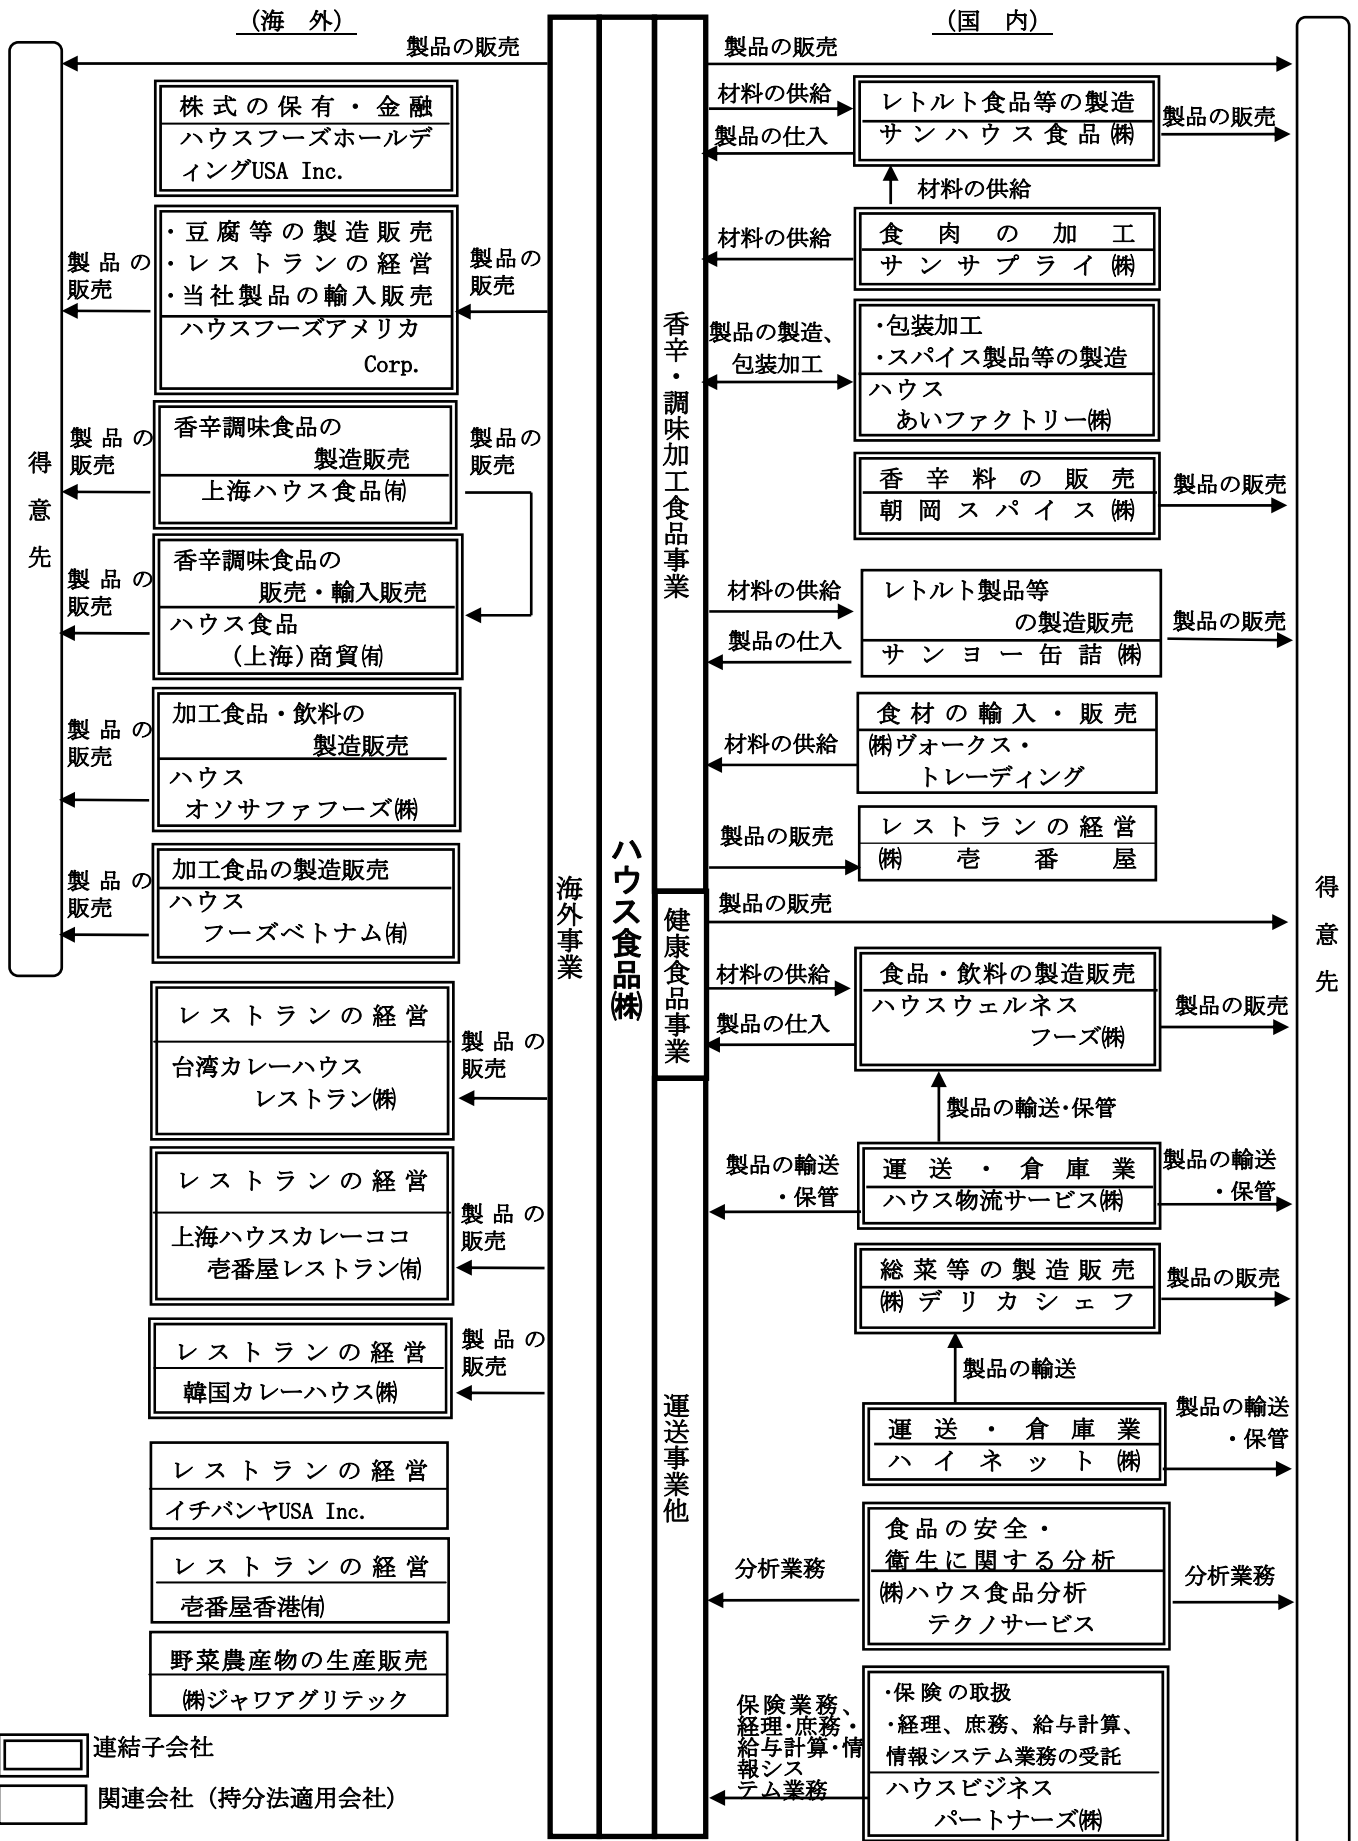 (海 外)
製品の販売
得意先
株式の保有・金融
ハウスフーズホールデ
ィングUSA Inc.
・豆腐等の製造販売
・レストランの経営
・当社製品の輸入販売
ハウスフーズアメリカ
Corp.
製品の
販売
製品の
販売
香辛調味食品の
製造販売
上海ハウス食品㈲
製品の
販売
製品の
販売
香辛調味食品の
販売・輸入販売
ハウス食品
(上海)商貿㈲
製品の
販売
加工食品・飲料の
製造販売
ハウス
オソサファフーズ㈱
製品の
販売
加工食品の製造販売
ハウス
フーズベトナム㈲
製品の
販売
レストランの経営
台湾カレーハウス
レストラン㈱
製品の
販売
レストランの経営
上海ハウスカレーココ
壱番屋レストラン㈲
製品の
販売
レストランの経営
韓国カレーハウス㈱
製品の
販売
レストランの経営
イチバンヤUSA Inc.
レストランの経営
壱番屋香港㈲
野菜農産物の生産販売
㈱ジャワアグリテック
連結子会社
関連会社(持分法適用会社)
海外事業
ハウス食品㈱
香辛・調味加工食品事業
健康食品事業
運送事業他
(国 内)
製品の販売
得意先
材料の供給
製品の仕入
レトルト食品等の製造
サンハウス食品㈱
製品の販売
材料の供給
材料の供給
食肉の加工
サンサプライ㈱
製品の製造、
包装加工
・包装加工
・スパイス製品等の製造
ハウス
あいファクトリー㈱
香辛料の販売
朝岡スパイス㈱
製品の販売
材料の供給
製品の仕入
レトルト製品等
の製造販売
サンヨー缶詰㈱
製品の販売
材料の供給
食材の輸入・販売
㈱ヴォークス・
トレーディング
製品の販売
レストランの経営
㈱壱番屋
製品の販売
材料の供給
製品の仕入
食品・飲料の製造販売
ハウスウェルネス
フーズ㈱
製品の販売
製品の輸送・保管
製品の輸送
・保管
運送・倉庫業
ハウス物流サービス㈱
製品の輸送
・保管
総菜等の製造販売
㈱デリカシェフ
製品の販売
製品の輸送
運送・倉庫業
ハイネット㈱
製品の輸送
・保管
分析業務
食品の安全・
衛生に関する分析
㈱ハウス食品分析
テクノサービス
分析業務
保険業務、
経理・庶務・
給与計算・情
報シス
テム業務
・保険の取扱
・経理、庶務、給与計算、
情報システム業務の受託
ハウスビジネス
パートナーズ㈱